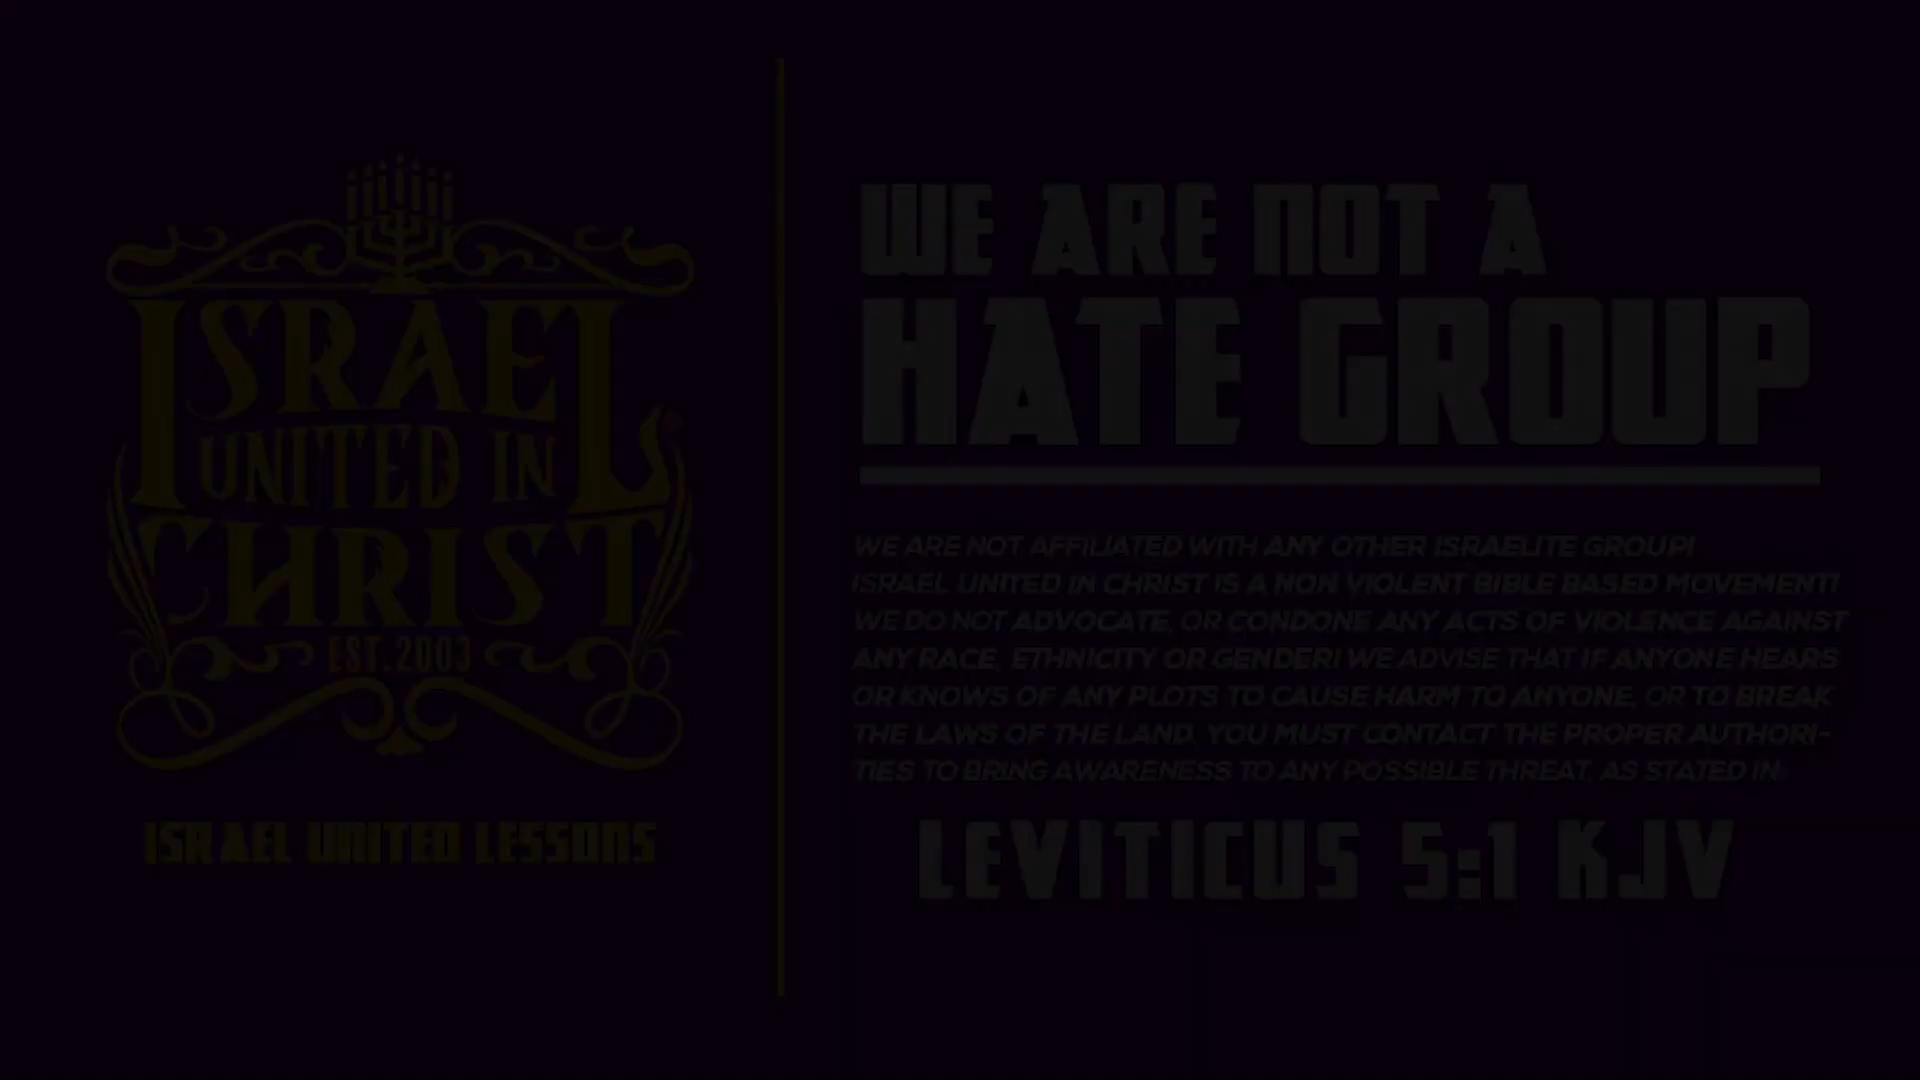 ISRAEL
UNITED IN
CHRIST
EST. 2003
ISRAEL UNITED LESSONS
WE ARE NOT A
HATE GROUP
WE ARE NOT AFFILIATED WITH ANY OTHER ISRAELITE GROUP!
ISRAEL UNITED IN CHRIST IS A NON VIOLENT BIBLE BASED MOVEMENT!
WE DO NOT ADVOCATE, OR CONDONE ANY ACTS OF VIOLENCE AGAINST
ANY RACE, ETHNICITY OR GENDER! WE ADVISE THAT IF ANYONE HEARS
OR KNOWS OF ANY PLOTS TO CAUSE HARM TO ANYONE, OR TO BREAK
THE LAWS OF THE LAND. YOU MUST CONTACT THE PROPER AUTHORI-
TIES TO BRING AWARENESS TO ANY POSSIBLE THREAT. AS STATED IN
LEVITICUS 5:1 KJV